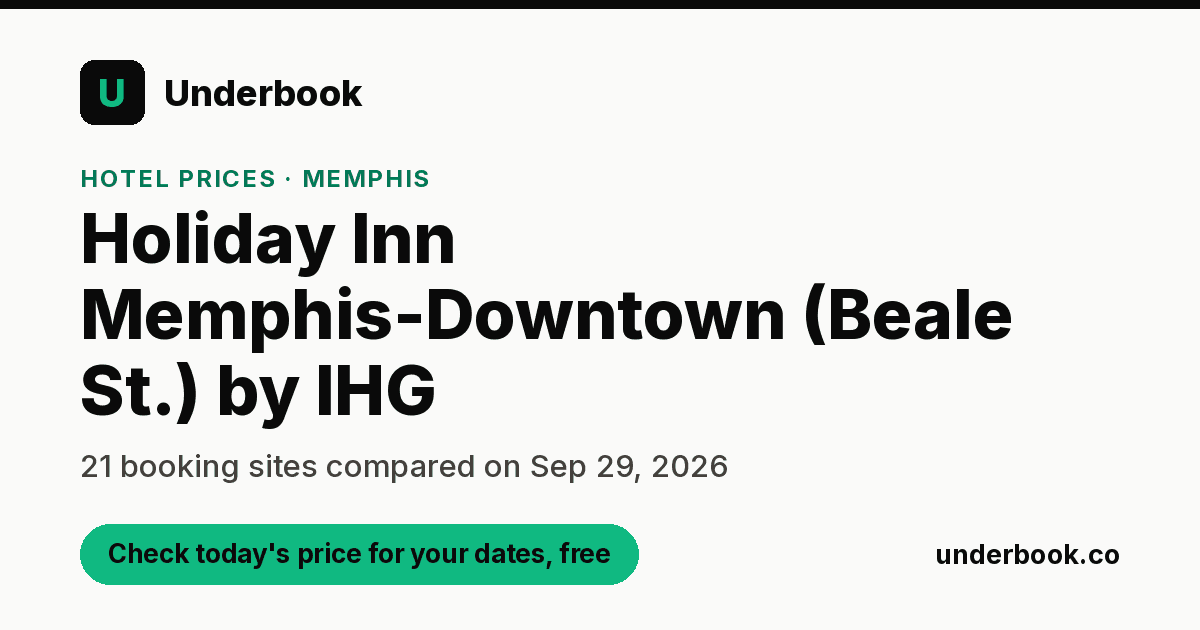 U
Underbook
HOTEL PRICES · MEMPHIS
Holiday Inn
Memphis-Downtown (Beale
St.) by IHG
21 booking sites compared on Sep 29, 2026
Check today's price for your dates, free
underbook.co